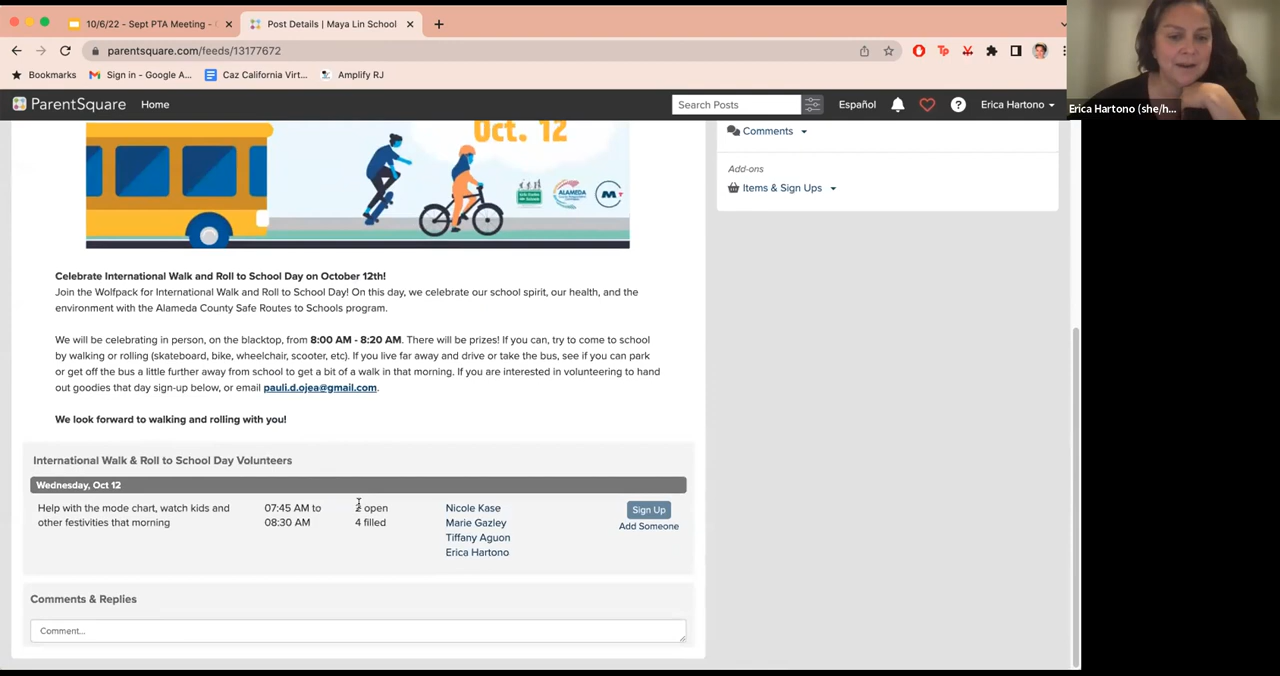 10/6/22 - Sept PTA Meeting -
Post Details | Maya Lin School
parentsquare.com/feeds/13177672
Tp
Bookmarks
Sign in - Google A...
Caz California Virt...
Amplify RJ
Erica Hartono (she/h...
ParentSquare
Home
Search Posts
Español
?
Erica Hartono
Oct. 12
ALAMEDA
Comments
Add-ons
Items & Sign Ups
Celebrate International Walk and Roll to School Day on October 12th!
Join the Wolfpack for International Walk and Roll to School Day! On this day, we celebrate our school spirit, our health, and the
environment with the Alameda County Safe Routes to Schools program.
We will be celebrating in person, on the blacktop, from 8:00 AM - 8:20 AM. There will be prizes! If you can, try to come to school
by walking or rolling (skateboard, bike, wheelchair, scooter, etc). If you live far away and drive or take the bus, see if you can park
or get off the bus a little further away from school to get a bit of a walk in that morning. If you are interested in volunteering to hand
out goodies that day sign-up below, or email pauli.d.ojea@gmail.com.
We look forward to walking and rolling with you!
International Walk & Roll to School Day Volunteers
Wednesday, Oct 12
Help with the mode chart, watch kids and
other festivities that morning
07:45 AM to
08:30 AM
2 open
4 filled
Nicole Kase
Marie Gazley
Tiffany Aguon
Erica Hartono
Sign Up
Add Someone
Comments & Replies
Comment...